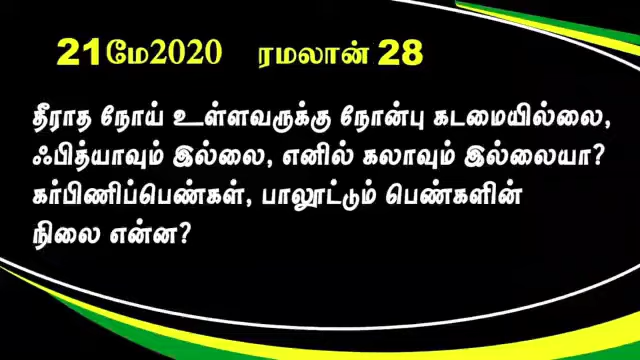 21மே2020 ரமலான் 28
தீராத நோய் உள்ளவருக்கு நோன்பு கடமையில்லை,
ஃபித்யாவும் இல்லை, எனில் கலாவும் இல்லையா?
கர்பிணிப்பெண்கள், பாலூட்டும் பெண்களின்
நிலை என்ன?